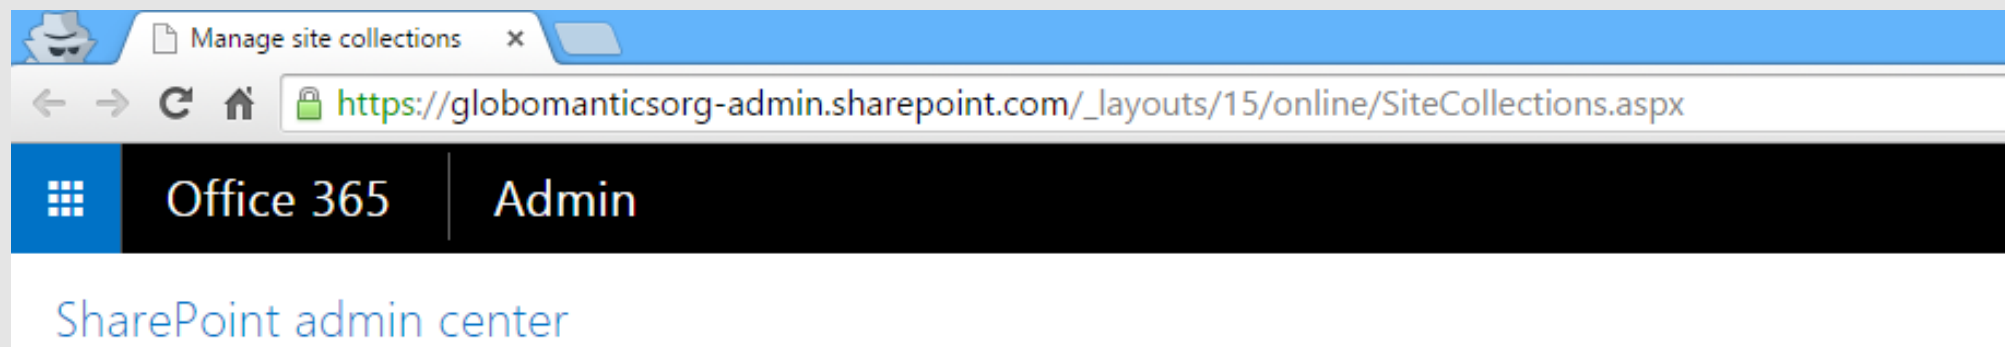 Manage site collections
https://globomanticsorg-admin.sharepoint.com/_layouts/15/online/SiteCollections.aspx
Office 365 Admin
SharePoint admin center